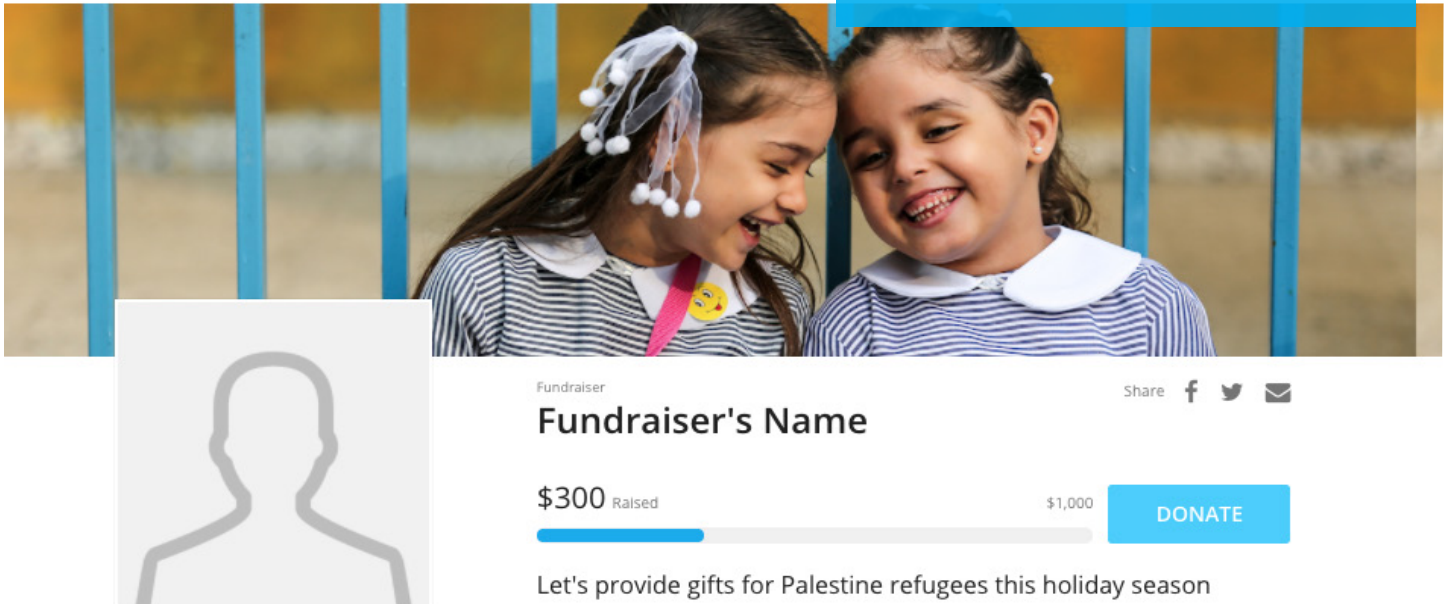 Fundraiser
Share
Fundraiser's Name
$300 Raised $1,000
DONATE
Let's provide gifts for Palestine refugees this holiday season